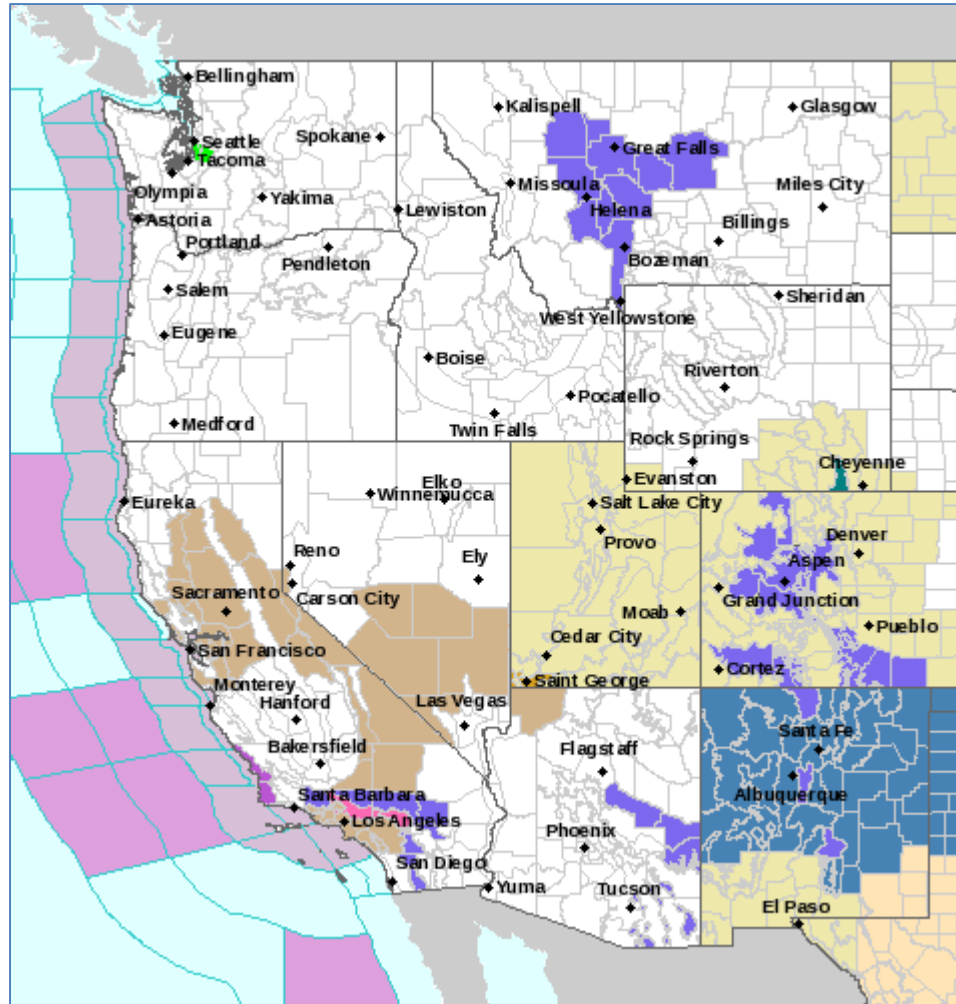 Bellingham
Kalispell
Glasgow
Seattle
Spokane
Great Falls
Tacoma
Olympia
Missoula
Miles City
Yakima
Lewiston
Helena
Astoria
Billings
Portland
Bozeman
Pendleton
Salem
Sheridan
West Yellowstone
Eugene
Boise
Riverton
Pocatello
Medford
Twin Falls
Rock Springs
Cheyenne
Elko
Evanston
Winnemucca
Eureka
Salt Lake City
Provo
Denver
Reno
Ely
Aspen
Sacramento
Carson City
Grand Junction
Moab
Pueblo
Cedar City
San Francisco
Cortez
Saint George
Monterey
Las Vegas
Hanford
Santa Fe
Flagstaff
Bakersfield
Albuquerque
Santa Barbara
Los Angeles
Phoenix
San Diego
Yuma
Tucson
El Paso